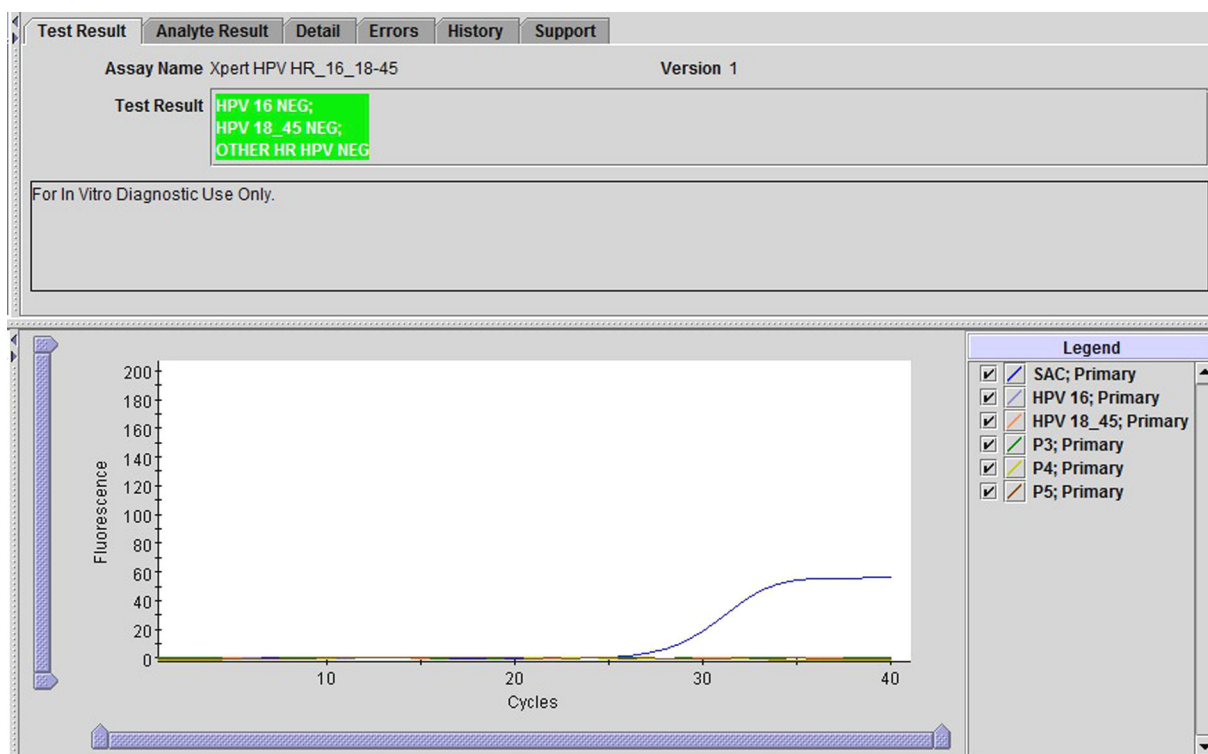 Test Result Analyte Result Detail Errors History Support
Assay Name Xpert HPV HR_16_18-45 Version 1
Test Result HPV 16 NEG;
HPV 18_45 NEG;
OTHER HR HPV NEG
For In Vitro Diagnostic Use Only.
Legend
SAC; Primary
HPV 16; Primary
HPV 18_45; Primary
P3; Primary
P4; Primary
P5; Primary
Fluorescence
200
180
160
140
120
100
80
60
40
20
0
10 20 30 40
Cycles